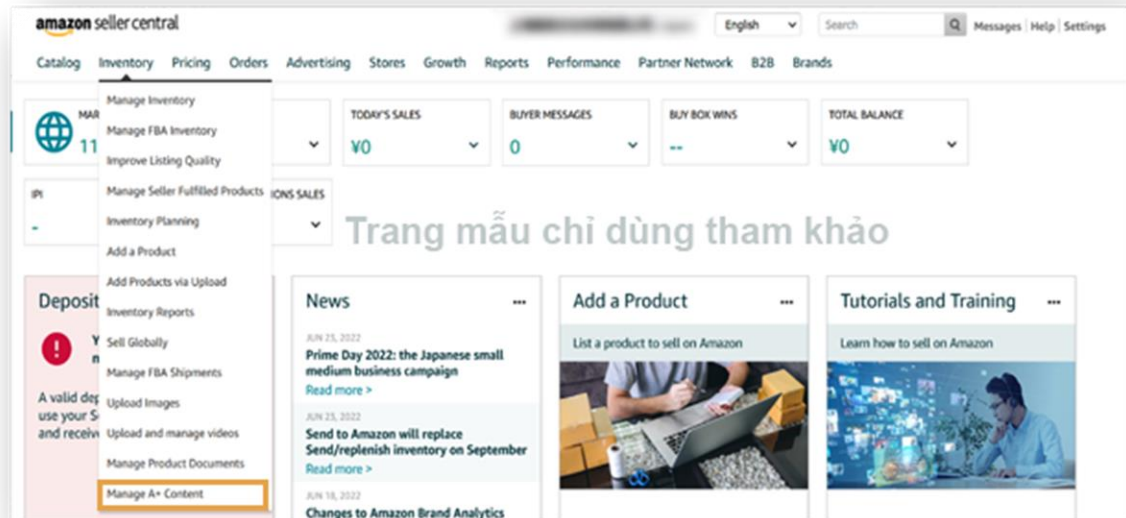 amazon seller central
English
Search
Messages | Help | Settings
Catalog Inventory Pricing Orders Advertising Stores Growth Reports Performance Partner Network B2B Brands
Manage Inventory
Manage FBA Inventory
Improve Listing Quality
Manage Seller Fulfilled Products
Inventory Planning
Add a Product
Add Products via Upload
Inventory Reports
Sell Globally
Manage FBA Shipments
Upload Images
Upload and manage videos
Manage Product Documents
Manage A+ Content
MAR
11
TODAY'S SALES
¥0
BUYER MESSAGES
0
BUY BOX WINS
--
TOTAL BALANCE
¥0
IPI
-
IONS SALES
Trang mẫu chỉ dùng tham khảo
Deposit
Y
n
A valid dep
use your S
and receiv
News
JUN 23, 2022
Prime Day 2022: the Japanese small
medium business campaign
Read more >
JUN 23, 2022
Send to Amazon will replace
Send/replenish inventory on September
Read more >
JUN 18, 2022
Changes to Amazon Brand Analytics
Add a Product
List a product to sell on Amazon
Tutorials and Training
Learn how to sell on Amazon